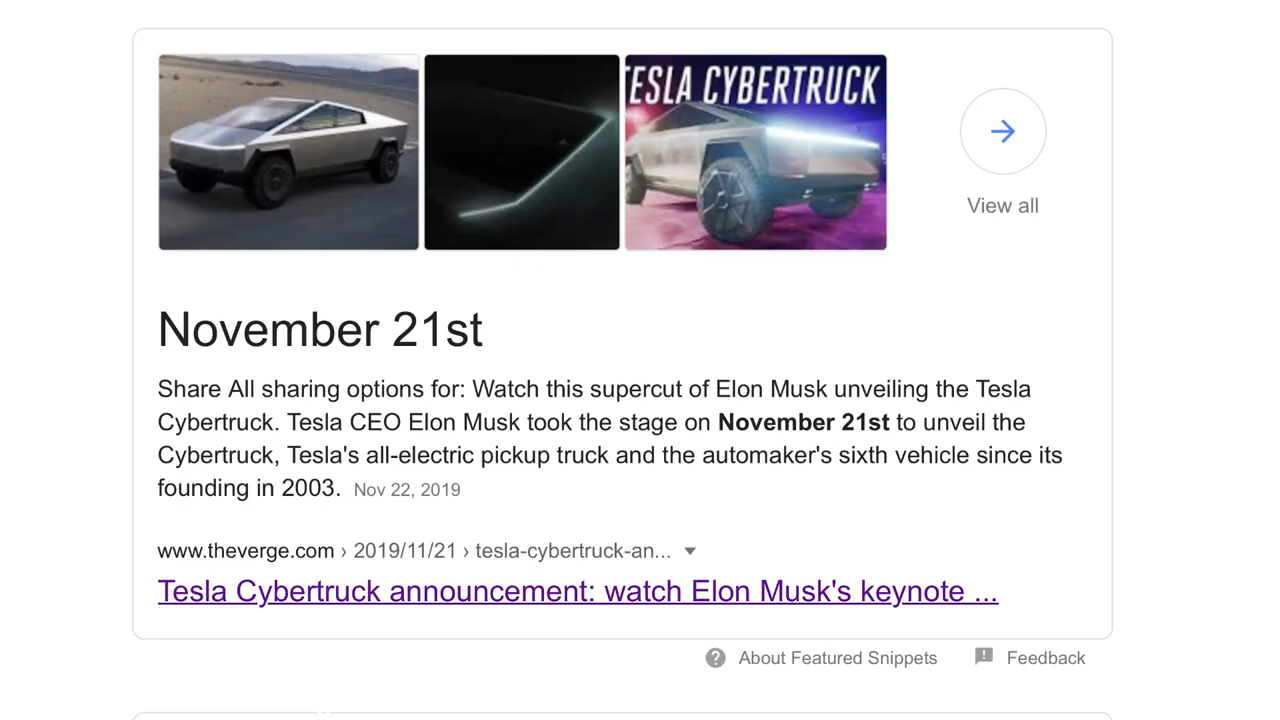 TESLA CYBERTRUCK
View all
November 21st
Share All sharing options for: Watch this supercut of Elon Musk unveiling the Tesla
Cybertruck. Tesla CEO Elon Musk took the stage on November 21st to unveil the
Cybertruck, Tesla's all-electric pickup truck and the automaker's sixth vehicle since its
founding in 2003. Nov 22, 2019
www.theverge.com › 2019/11/21 › tesla-cybertruck-an...
Tesla Cybertruck announcement: watch Elon Musk's keynote ...
About Featured Snippets
Feedback